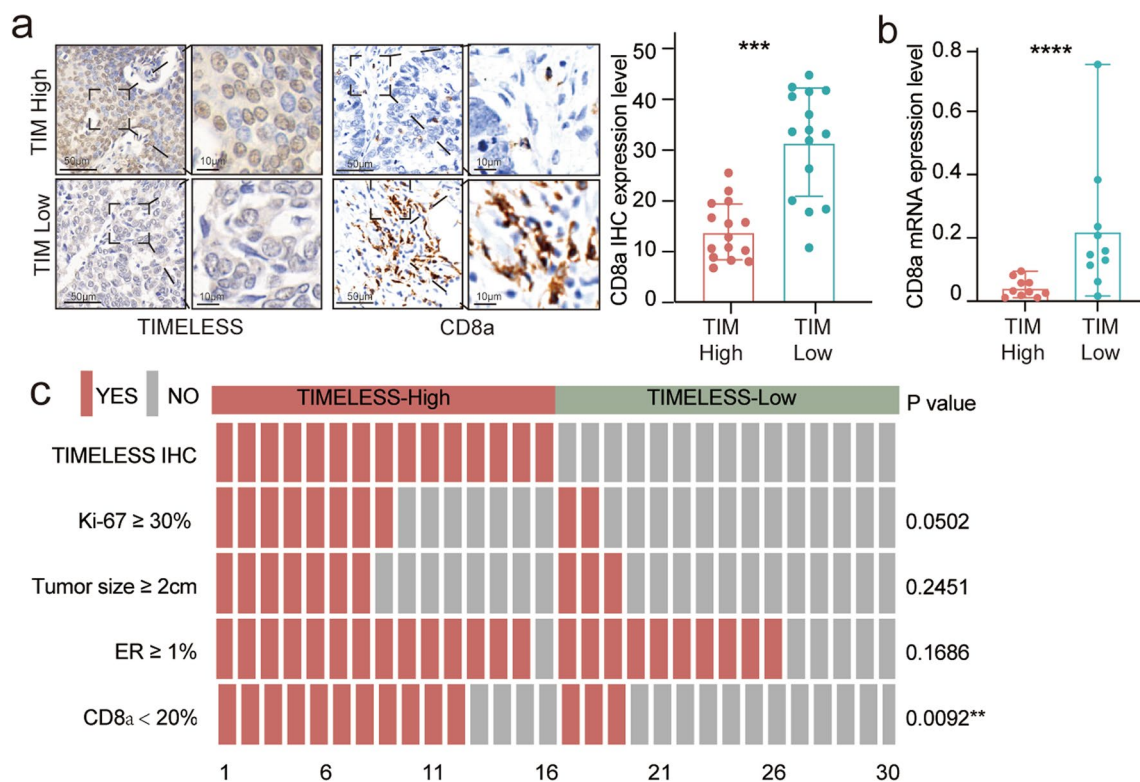 a
TIM High
50μm
10μm
50μm
10μm
TIM Low
50μm
10μm
50μm
10μm
TIMELESS
CD8a
CD8a IHC expression level
50
40
30
20
10
0
***
TIM High
TIM Low
b
CD8a mRNA epression level
0.8
0.6
0.4
0.2
0
****
TIM High
TIM Low
c
YES NO
TIMELESS-High TIMELESS-Low P value
TIMELESS IHC
Ki-67 ≥ 30% 0.0502
Tumor size ≥ 2cm 0.2451
ER ≥ 1% 0.1686
CD8a < 20% 0.0092**
1 6 11 16 21 26 30